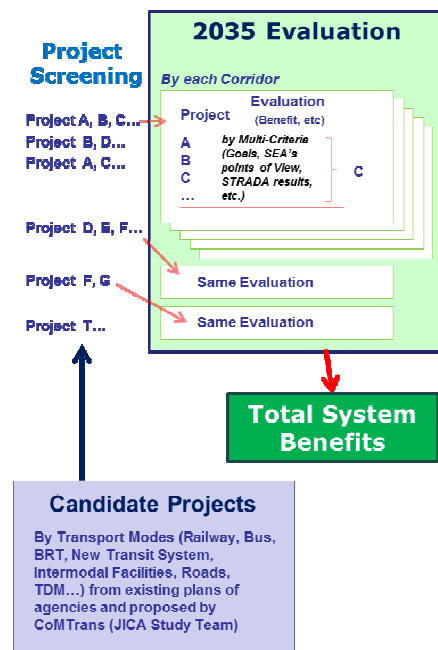 2035 Evaluation
Project
Screening
By each Corridor
Evaluation
Project (Benefit, etc)
Project A, B, C...
Project B, D...
Project A, C...
A by Multi-Criteria
B (Goals, SEA's
C points of View,
... STRADA results,
etc.)
C
Project D, E, F...
Same Evaluation
Project F, G
Same Evaluation
Project T...
Total System
Benefits
Candidate Projects
By Transport Modes (Railway, Bus,
BRT, New Transit System,
Intermodal Facilities, Roads,
TDM...) from existing plans of
agencies and proposed by
CoMTrans (JICA Study Team)